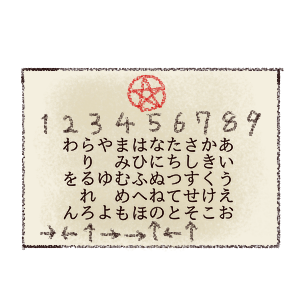 1 2 3 4 5 6 7 8 9
あいうえお
かきくけこ
さしすせそ
たちつてと
なにぬねの
はひふへほ
まみむめも
やゆよ
らりるれろ
わをん
→←↑→→↑←↑